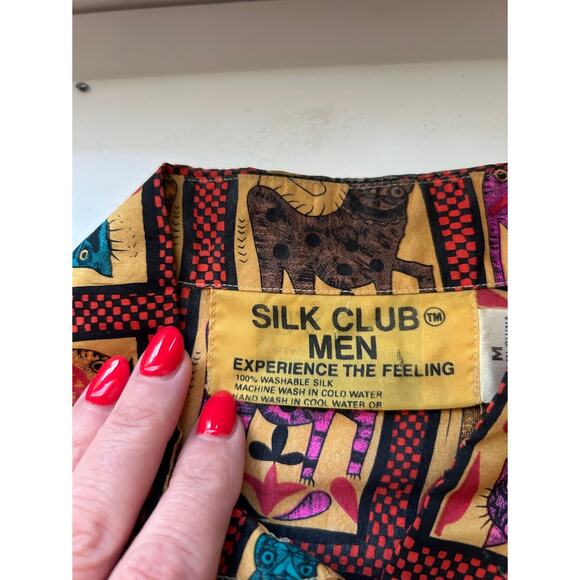 SILK CLUB™
MEN
EXPERIENCE THE FEELING
100% WASHABLE SILK
MACHINE WASH IN COLD WATER
HAND WASH IN COOL WATER OR
M